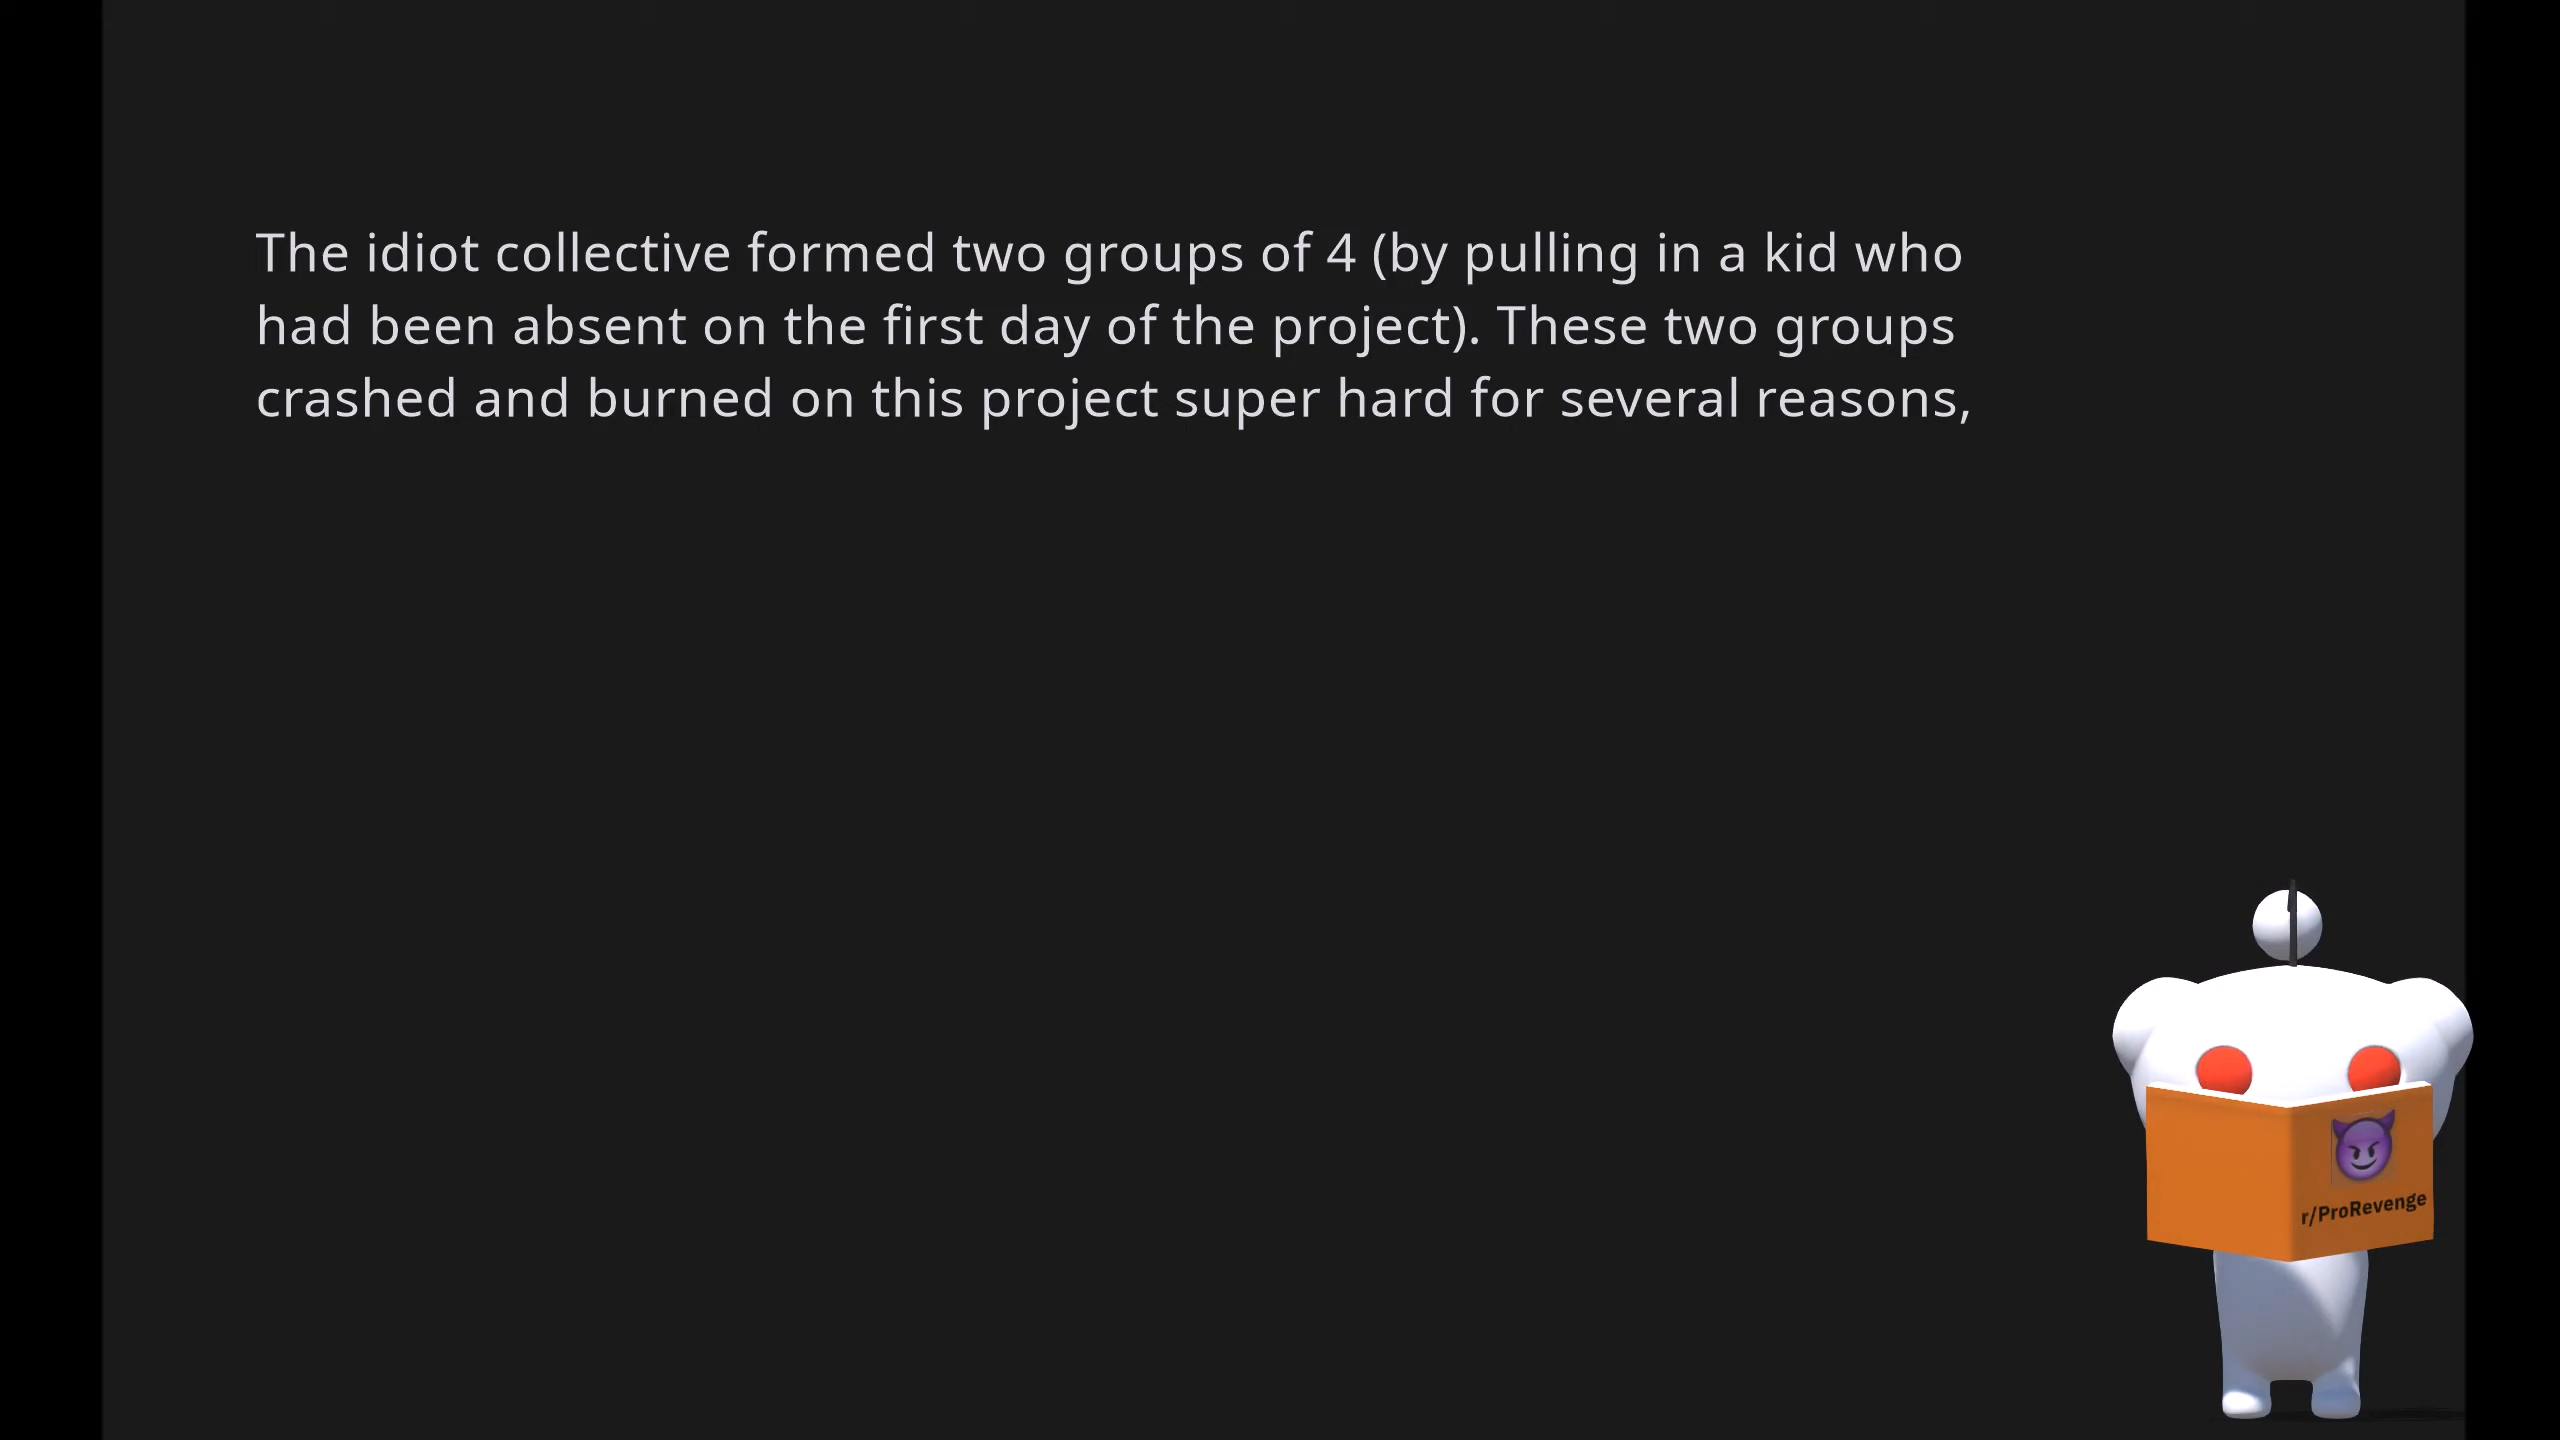 The idiot collective formed two groups of 4 (by pulling in a kid who
had been absent on the first day of the project). These two groups
crashed and burned on this project super hard for several reasons,
r/ProRevenge